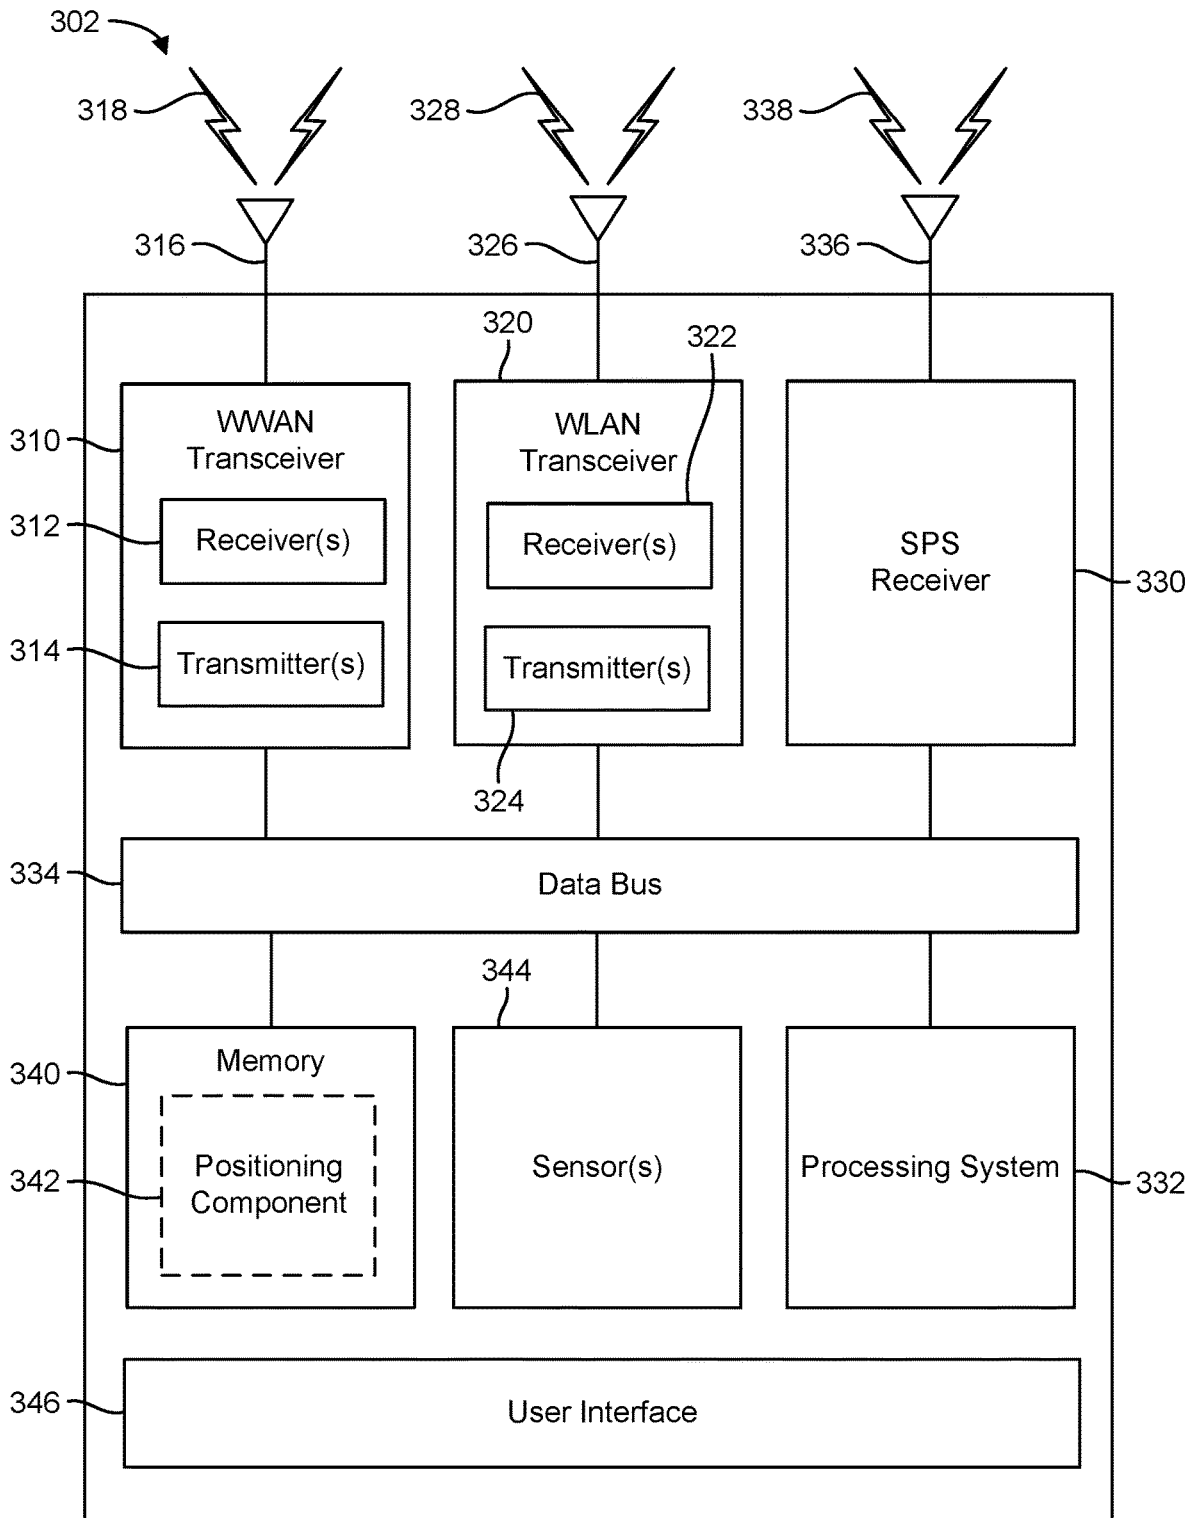 302
318
328
338
316
326
336
320
322
310
WWAN
Transceiver
WLAN
Transceiver
312
Receiver(s)
Receiver(s)
SPS
Receiver
330
314
Transmitter(s)
Transmitter(s)
324
334
Data Bus
344
340
Memory
342
Positioning
Component
Sensor(s)
Processing System
332
346
User Interface